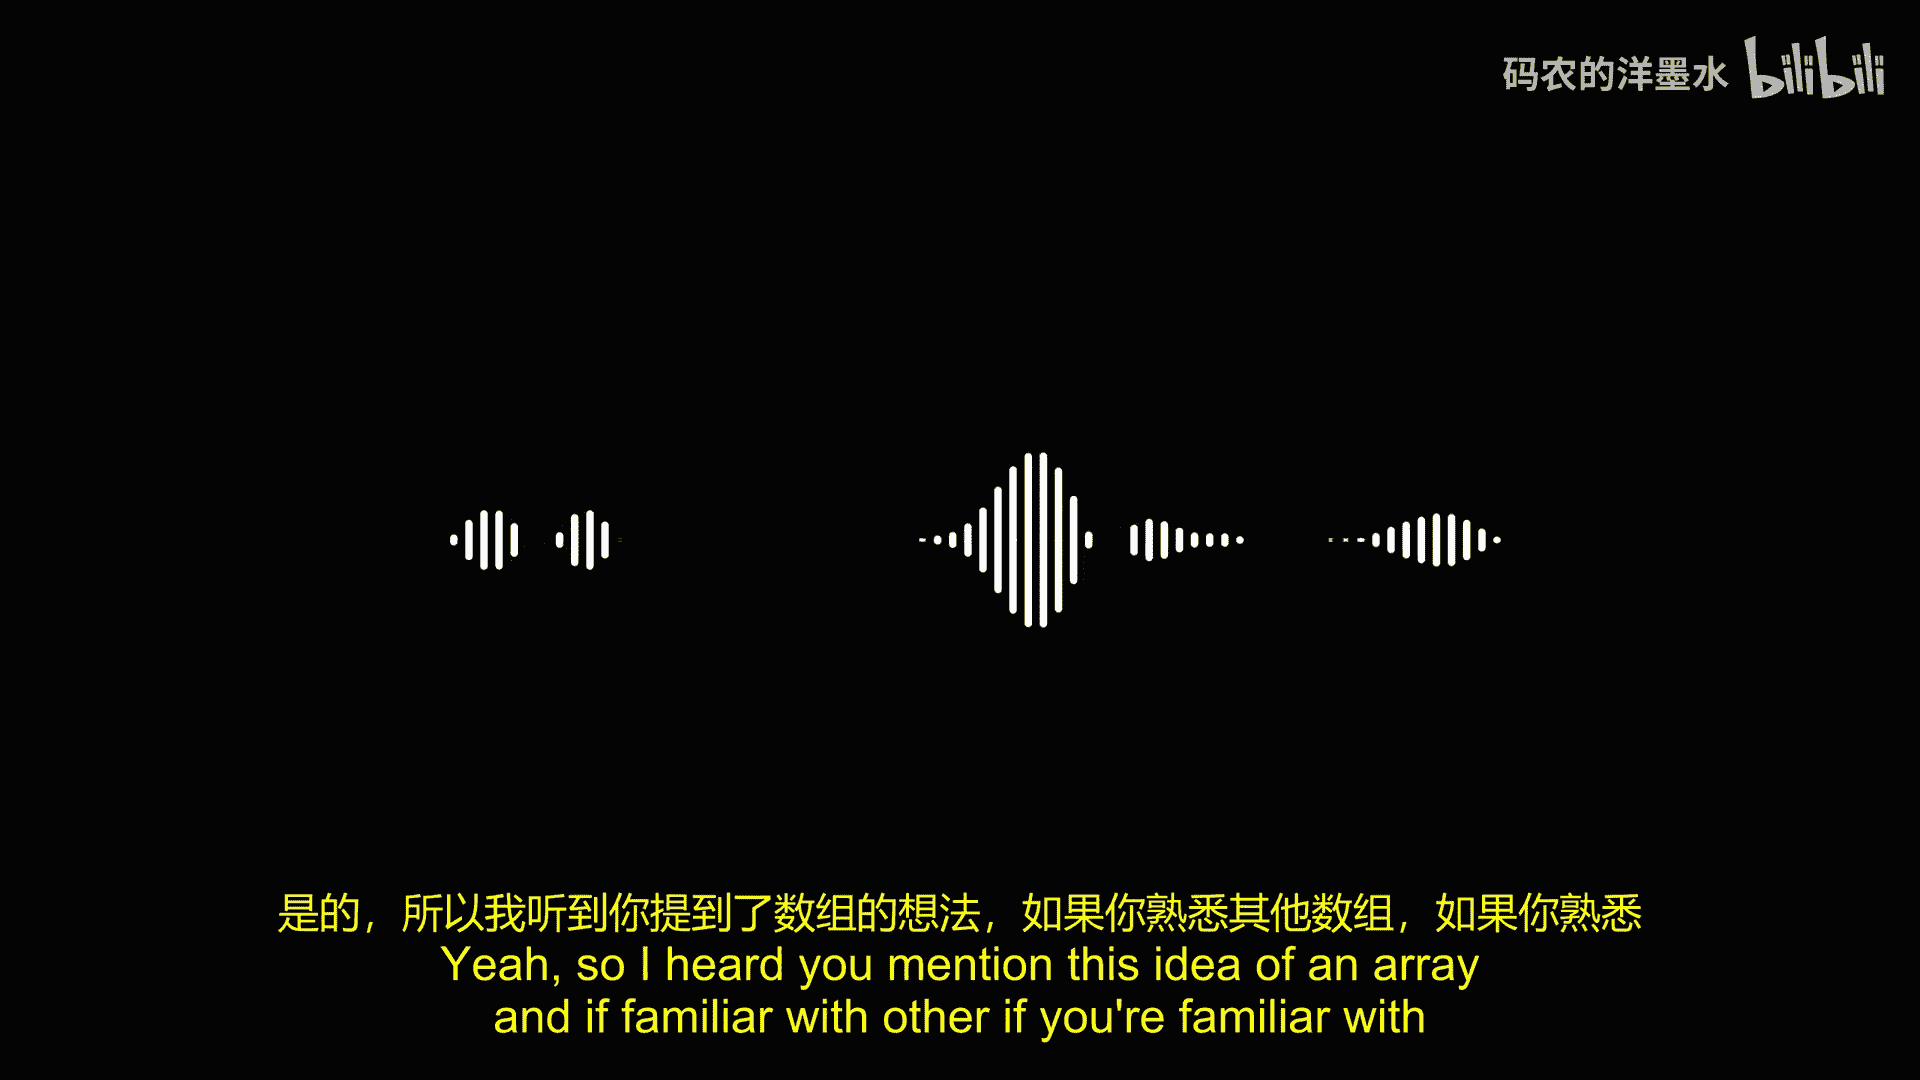 码农的洋墨水 bilibili
是的，所以我听到你提到了数组的想法，如果你熟悉其他数组，如果你熟悉
Yeah, so I heard you mention this idea of an array
and if familiar with other if you're familiar with